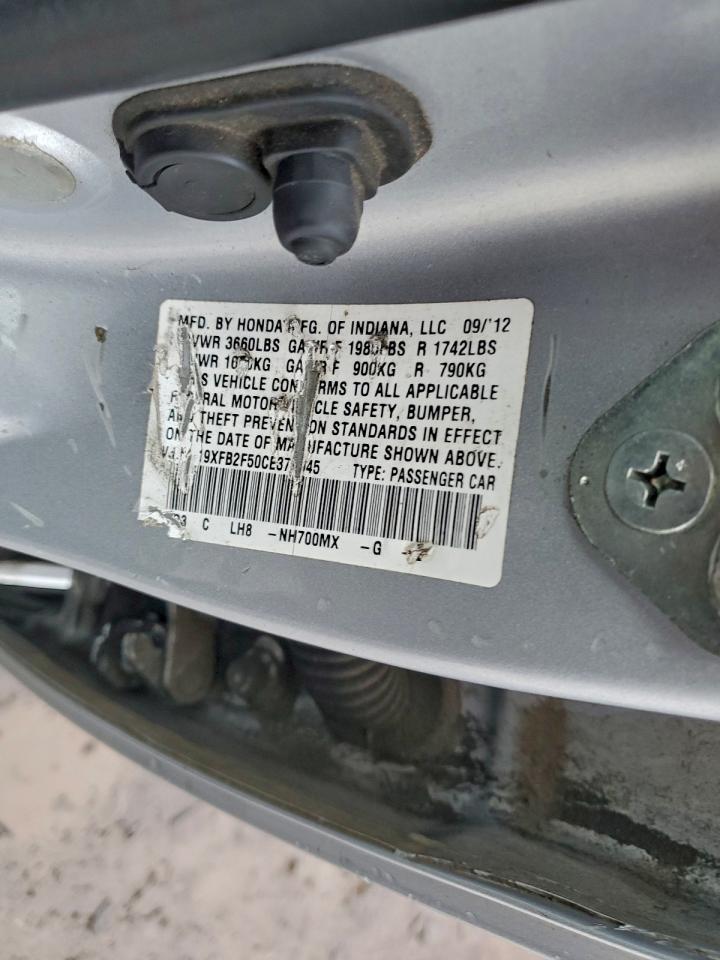 MFD. BY HONDA MFG. OF INDIANA, LLC 09/'12
GVWR 3660LBS GAWR F 1985LBS R 1742LBS
GVWR KG GAWR F 900KG R 790KG
THIS VEHICLE CONFORMS TO ALL APPLICABLE
FEDERAL MOTOR VEHICLE SAFETY, BUMPER,
AND THEFT PREVENTION STANDARDS IN EFFECT
ON THE DATE OF MANUFACTURE SHOWN ABOVE.
TYPE: PASSENGER CAR
C LH8 -NH700MX -G